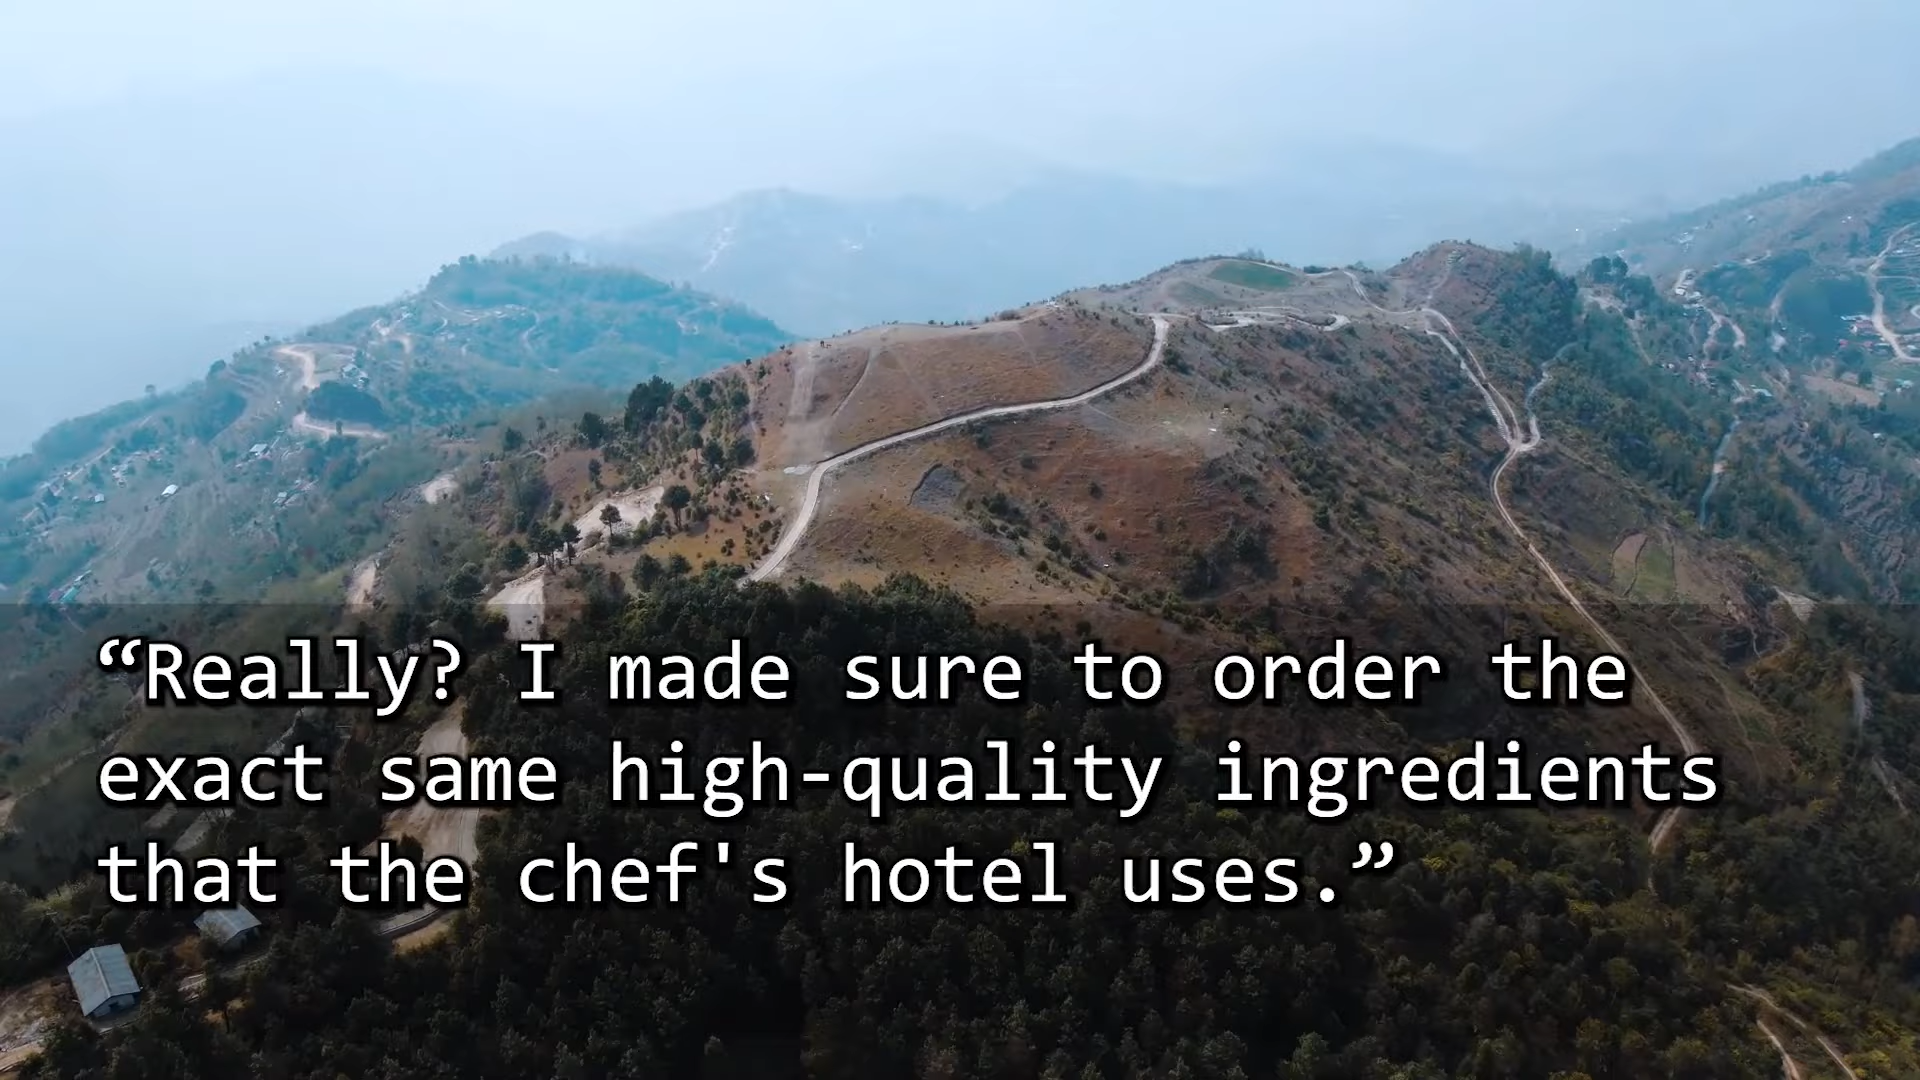 “Really? I made sure to order the
exact same high-quality ingredients
that the chef's hotel uses.”